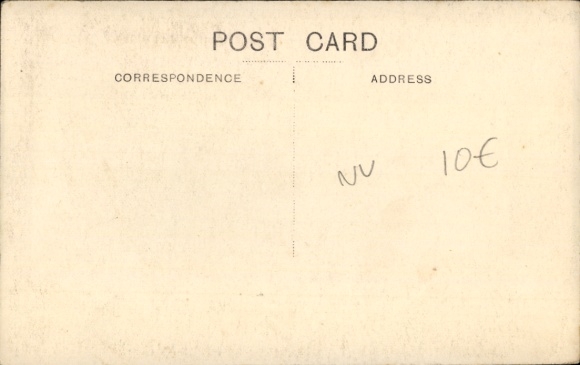 POST CARD
CORRESPONDENCE ADDRESS
NV 10€